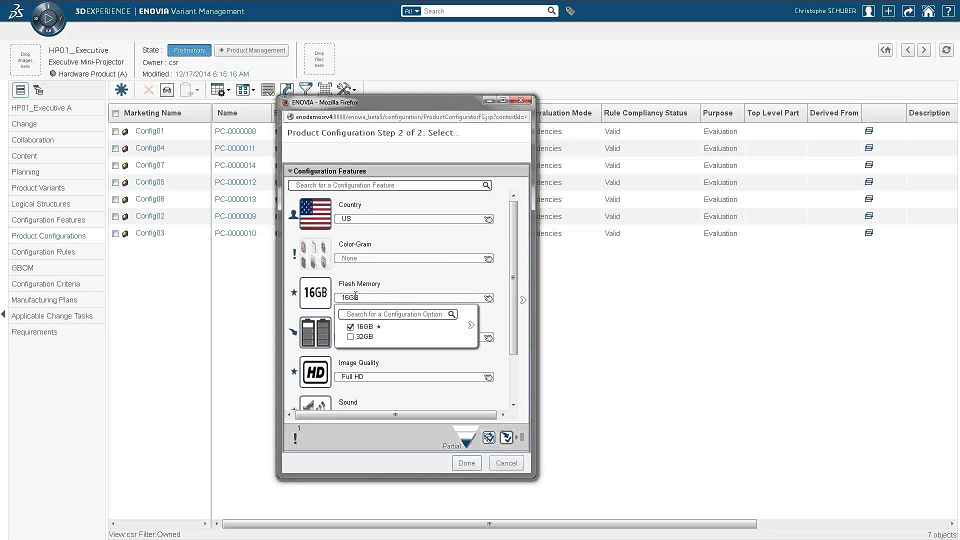 3DEXPERIENCE | ENOVIA Variant Management
All
Search
Christophe SCHUBER
Drop images here
HP01_Executive
Executive Mini-Projector
Hardware Product (A)
State : Preliminary Product Management
Owner : csr
Modified : 12/17/2014 6:15:16 AM
Drop files here
HP01_Executive A
Change
Collaboration
Content
Planning
Product Variants
Logical Structures
Configuration Features
Product Configurations
Configuration Rules
GBOM
Configuration Criteria
Manufacturing Plans
Applicable Change Tasks
Requirements
Marketing Name Name Evaluation Mode Rule Compliancy Status Purpose Top Level Part Derived From Description
Config01 PC-0000008 dencies Valid Evaluation
Config04 PC-0000011 dencies Valid Evaluation
Config07 PC-0000014 dencies Valid Evaluation
Config05 PC-0000012 dencies Valid Evaluation
Config06 PC-0000013 dencies Valid Evaluation
Config02 PC-0000009 dencies Valid Evaluation
Config03 PC-0000010 dencies Valid Evaluation
ENOVIA - Mozilla Firefox
Product Configuration Step 2 of 2: Select...
Configuration Features
Search for a Configuration Feature
Country
US
Color-Grain
None
Flash Memory
16GB
16GB
Search for a Configuration Option
16GB
32GB
Image Quality
HD
Full HD
Sound
1
Partial
Done Cancel
View:csr Filter:Owned
7 objects